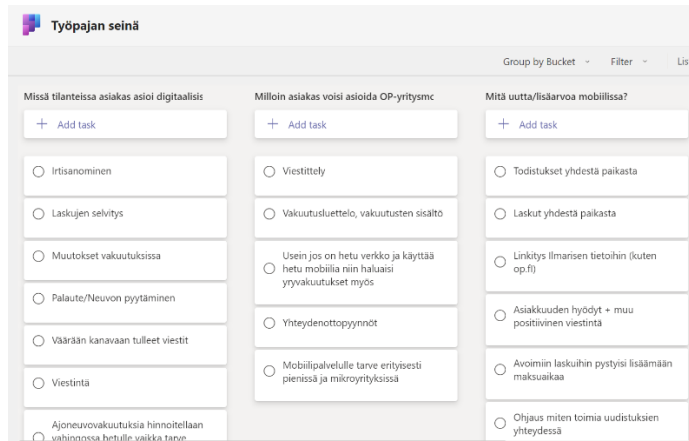 Työpajan seinä
Group by Bucket
Filter
Lis
Missä tilanteissa asiakas asioi digitaalisis
Add task
Irtisanominen
Laskujen selvitys
Muutokset vakuutuksissa
Palaute/Neuvon pyytäminen
Väärään kanavaan tulleet viestit
Viestintä
Ajoneuvovakuutuksia hinnoitellaan
vahingossa hetulle vaikka tarve
Milloin asiakas voisi asioida OP-yritysmc
Add task
Viestittely
Vakuutusluettelo, vakuutusten sisältö
Usein jos on hetu verkko ja käyttää
hetu mobiilia niin haluaisi
yryvakuutukset myös
Yhteydenottopyynnöt
Mobiilipalvelulle tarve erityisesti
pienissä ja mikroyrityksissä
Mitä uutta/lisäarvoa mobiilissa?
Add task
Todistukset yhdestä paikasta
Laskut yhdestä paikasta
Linkitys Ilmarisen tietoihin (kuten
op.fi)
Asiakkuuden hyödyt + muu
positiivinen viestintä
Avoimiin laskuihin pystyisi lisäämään
maksuaikaa
Ohjaus miten toimia uudistuksien
yhteydessä